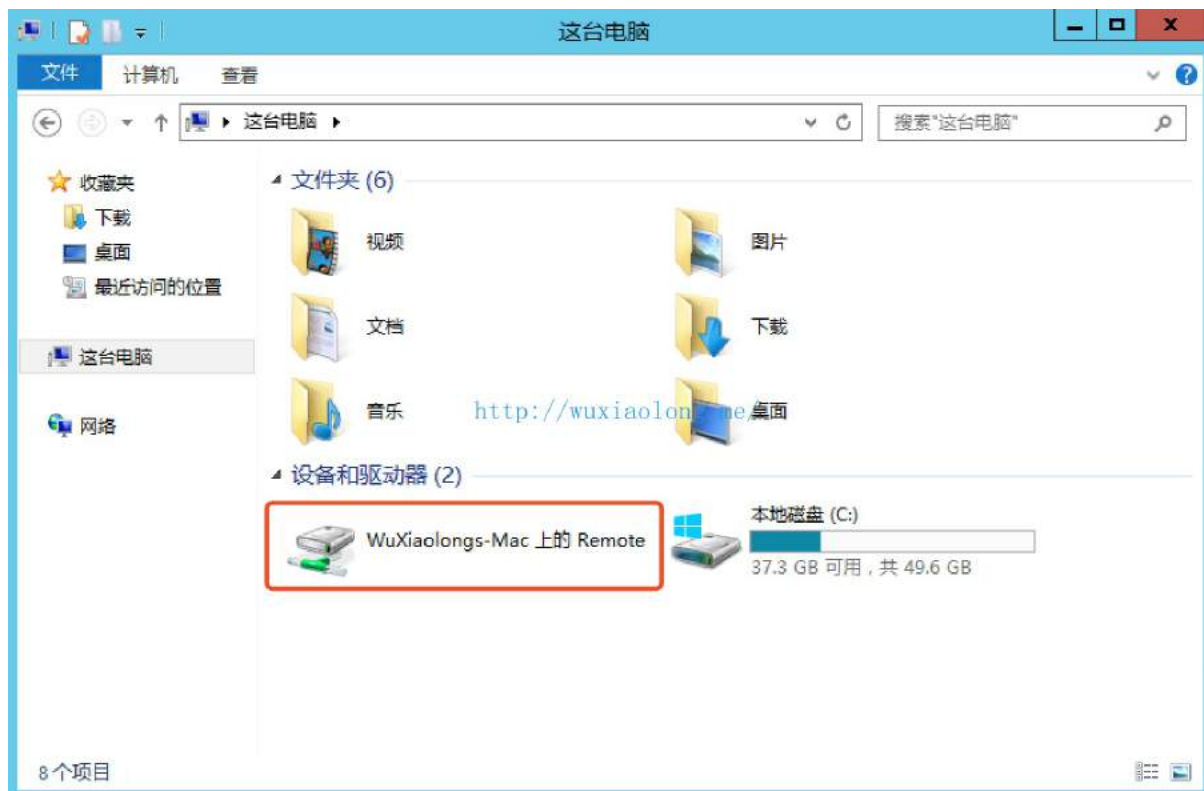 这台电脑
文件 计算机 查看
这台电脑
搜索"这台电脑"
收藏夹
下载
桌面
最近访问的位置
这台电脑
网络
文件夹 (6)
视频 图片
文档 下载
音乐 桌面
http://wuxiaolong.me/
设备和驱动器 (2)
WuXiaolongs-Mac 上的 Remote
本地磁盘 (C:)
37.3 GB 可用，共 49.6 GB
8 个项目